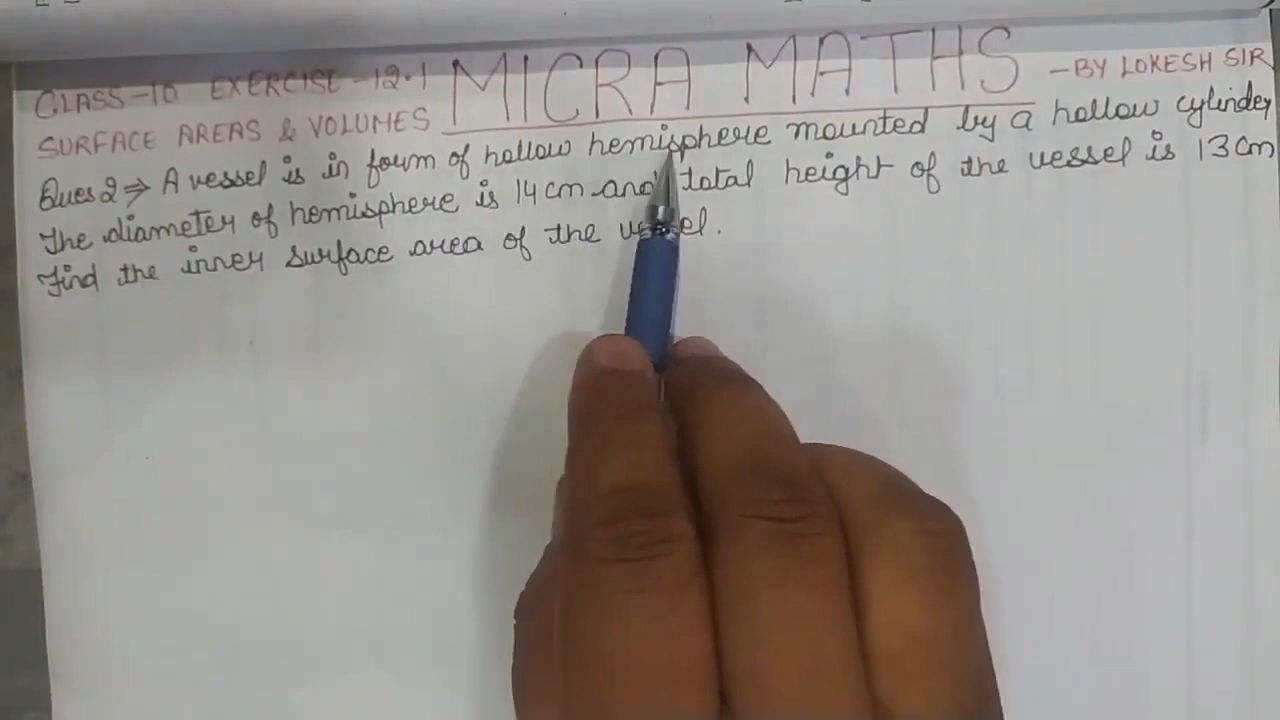 CLASS-10 EXERCISE-12.1 MICRA MATHS -BY LOKESH SIR
SURFACE AREAS & VOLUMES
Ques 2 ⇒ A vessel is in form of hollow hemisphere mounted by a hollow cylinder
The diameter of hemisphere is 14 cm and total height of the vessel is 13 cm
Find the inner surface area of the vessel.